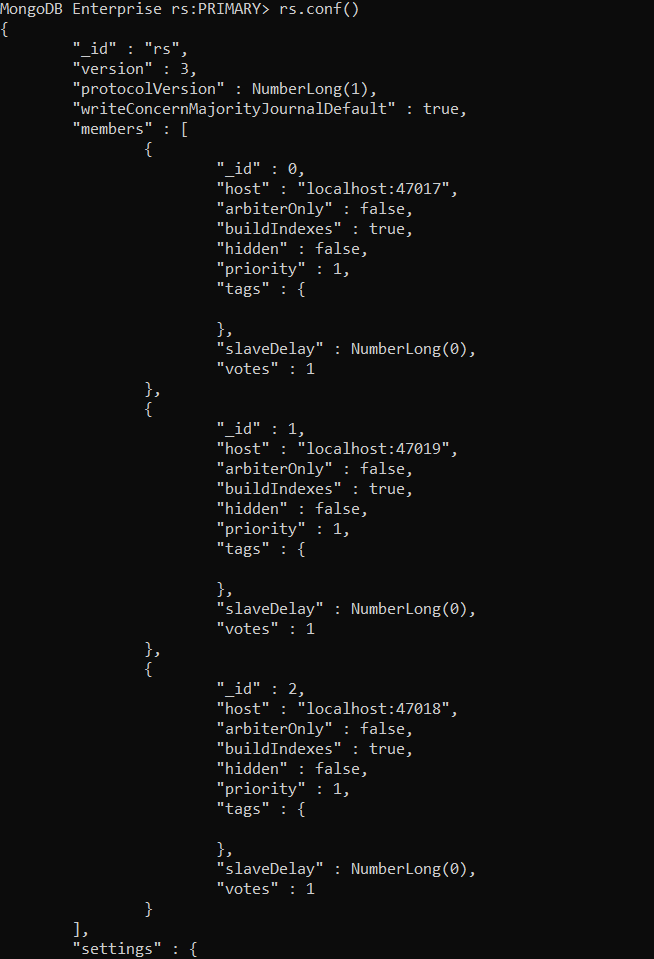 MongoDB Enterprise rs:PRIMARY> rs.conf()
{
"_id" : "rs",
"version" : 3,
"protocolVersion" : NumberLong(1),
"writeConcernMajorityJournalDefault" : true,
"members" : [
{
"_id" : 0,
"host" : "localhost:47017",
"arbiterOnly" : false,
"buildIndexes" : true,
"hidden" : false,
"priority" : 1,
"tags" : {
},
"slaveDelay" : NumberLong(0),
"votes" : 1
},
{
"_id" : 1,
"host" : "localhost:47019",
"arbiterOnly" : false,
"buildIndexes" : true,
"hidden" : false,
"priority" : 1,
"tags" : {
},
"slaveDelay" : NumberLong(0),
"votes" : 1
},
{
"_id" : 2,
"host" : "localhost:47018",
"arbiterOnly" : false,
"buildIndexes" : true,
"hidden" : false,
"priority" : 1,
"tags" : {
},
"slaveDelay" : NumberLong(0),
"votes" : 1
}
],
"settings" : {